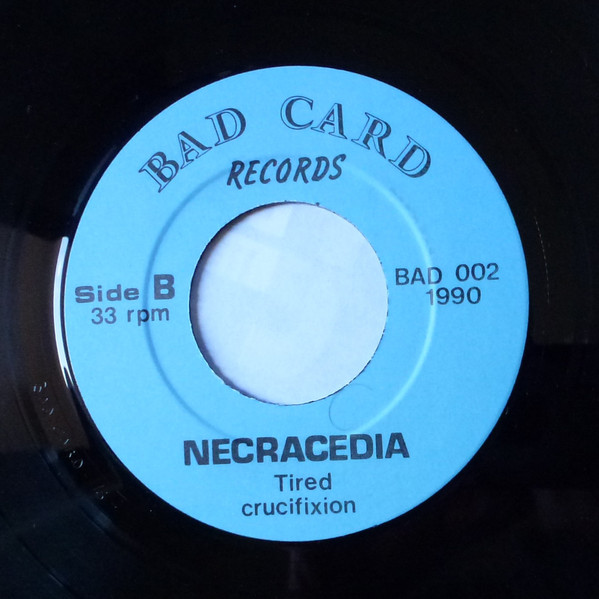 BAD CARD
RECORDS
Side B
33 rpm
BAD 002
1990
NECRACEDIA
Tired
crucifixion